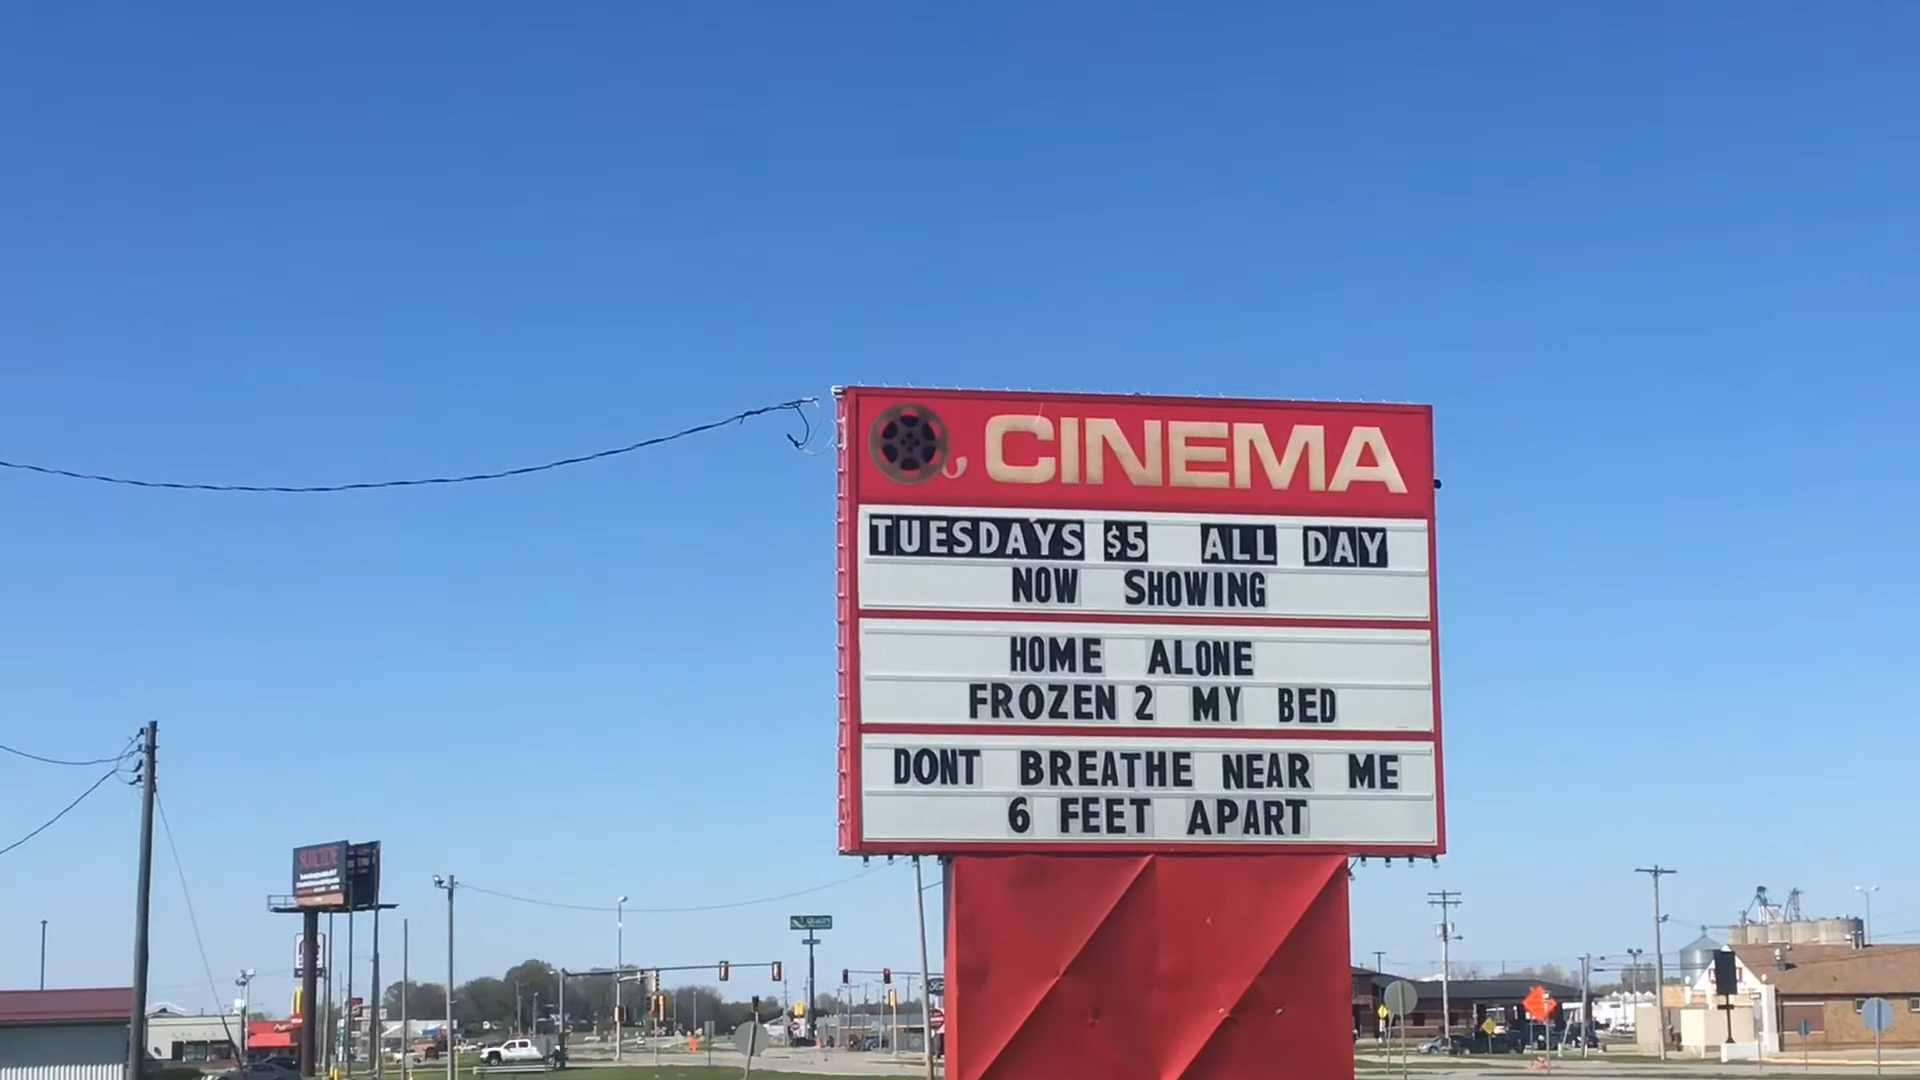 CINEMA
TUESDAYS $5 ALL DAY
NOW SHOWING
HOME ALONE
FROZEN 2 MY BED
DONT BREATHE NEAR ME
6 FEET APART
QUALITY